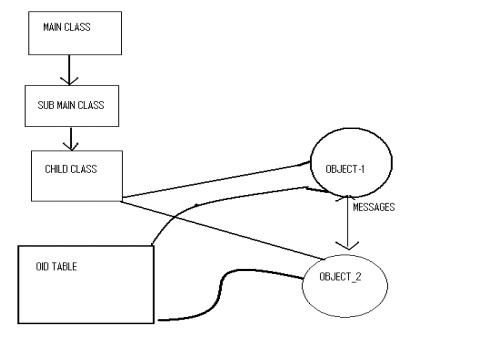 MAIN CLASS
SUB MAIN CLASS
CHILD CLASS
OBJECT-1
MESSAGES
OID TABLE
OBJECT_2